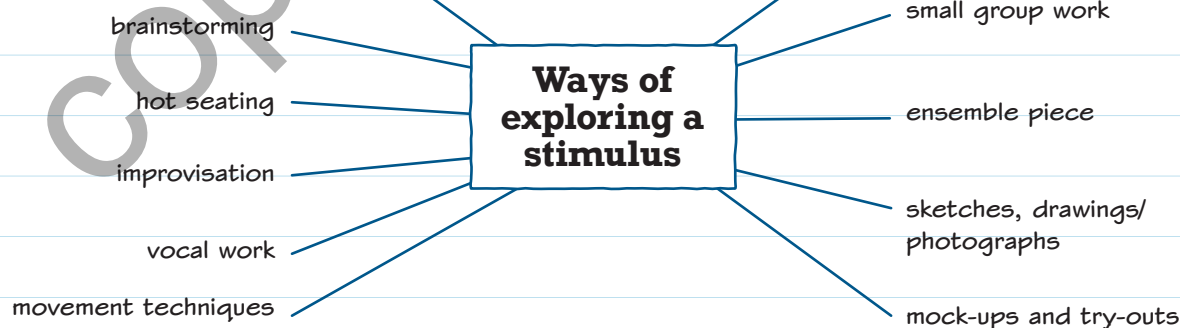 brainstorming
hot seating
improvisation
vocal work
movement techniques
Ways of
exploring a
stimulus
small group work
ensemble piece
sketches, drawings/
photographs
mock-ups and try-outs